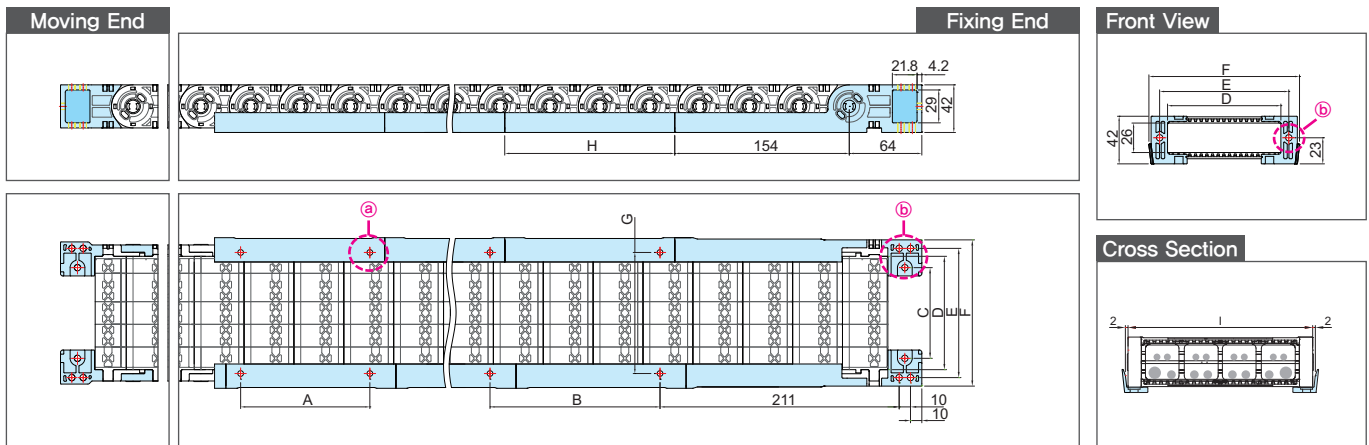 Moving End
Fixing End
Front View
21.8
4.2
29
42
H
154
64
F
E
D
ⓑ
42
26
23
ⓐ
ⓑ
G
C
D
E
F
A
B
211
10
10
Cross Section
2
I
2